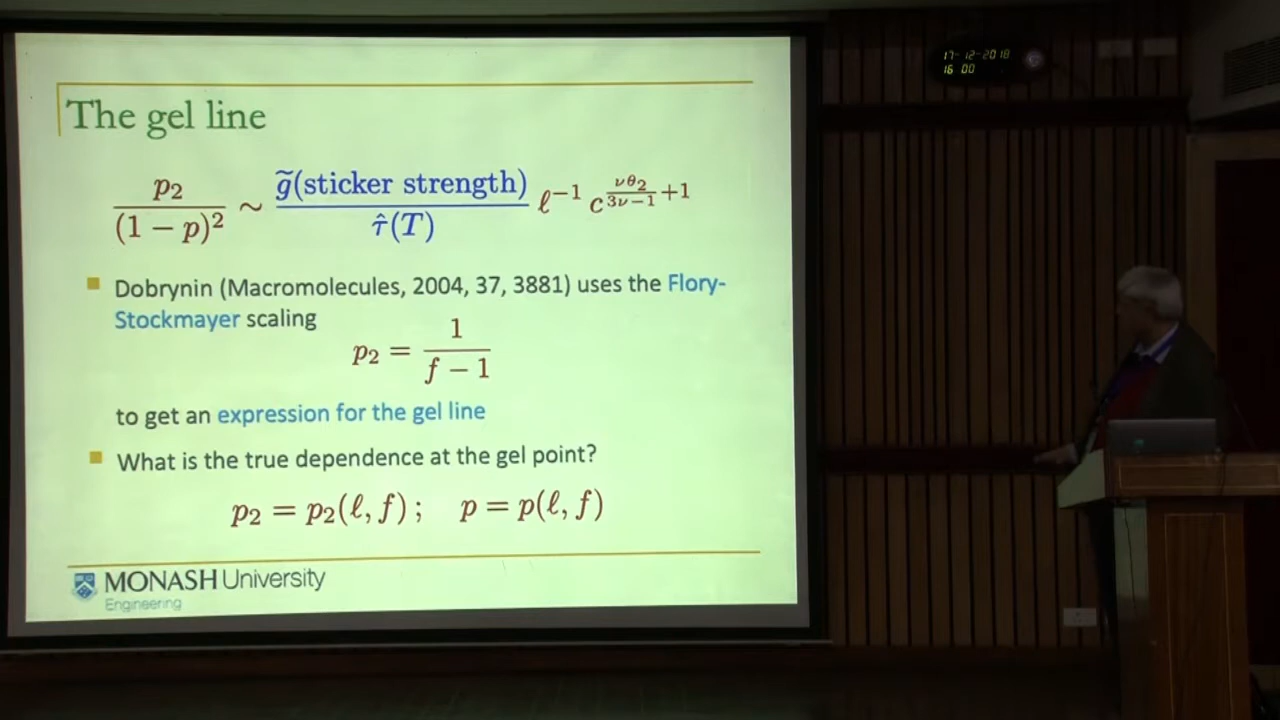 The gel line
p₂/(1 − p)² ∼ g̃(sticker strength)/τ̂(T) ℓ⁻¹ c^(νθ₂/(3ν−1)+1)
Dobrynin (Macromolecules, 2004, 37, 3881) uses the Flory-
Stockmayer scaling
p₂ = 1/(f − 1)
to get an expression for the gel line
What is the true dependence at the gel point?
p₂ = p₂(ℓ, f) ; p = p(ℓ, f)
MONASH University
Engineering
17-12-2018
16 00